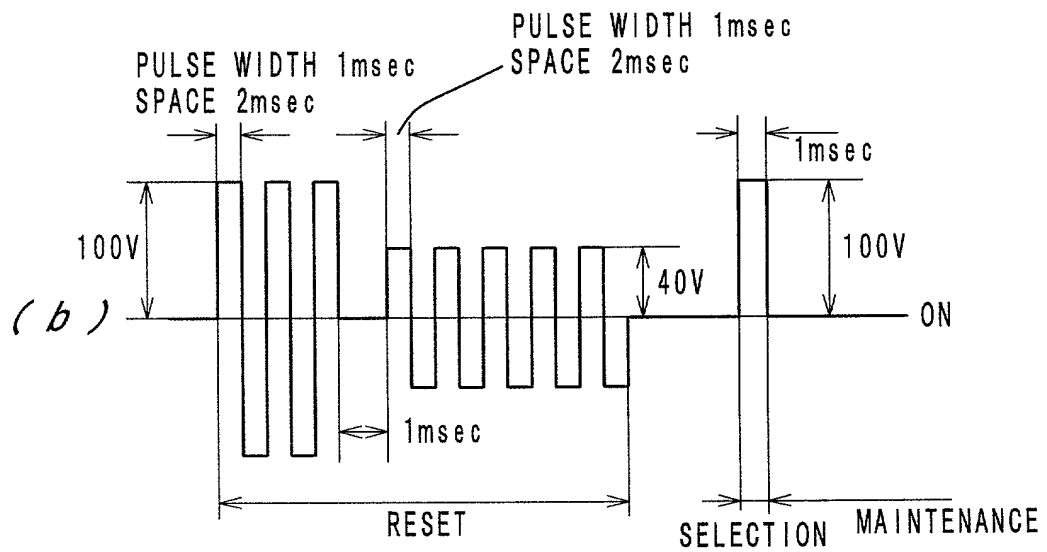 PULSE WIDTH 1msec
SPACE 2msec
PULSE WIDTH 1msec
SPACE 2msec
1msec
100V
40V
100V
(b)
ON
1msec
RESET
SELECTION
MAINTENANCE